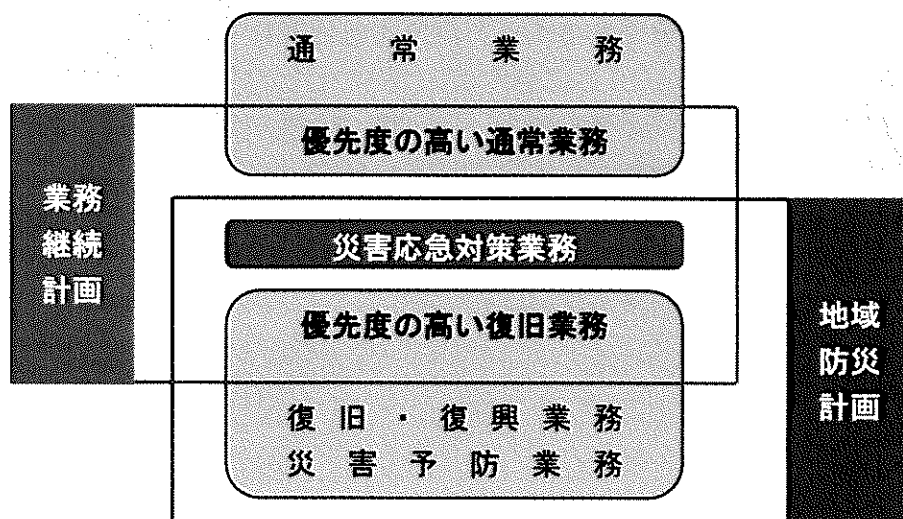 通常業務
優先度の高い通常業務
業務
継続
計画
災害応急対策業務
優先度の高い復旧業務
地域
防災
計画
復旧・復興業務
災害予防業務